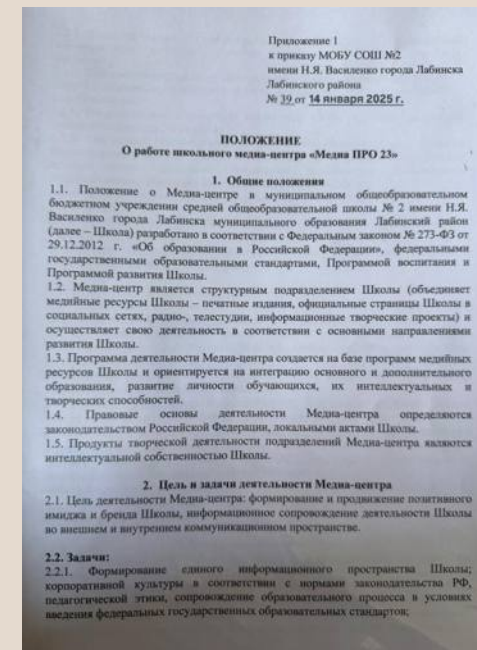 Приложение 1
к приказу МОБУ СОШ №2
имени Н.Я. Василенко города Лабинска
Лабинского района
№ 39 от 14 января 2025 г.
ПОЛОЖЕНИЕ
О работе школьного медиа-центра «Медиа ПРО 23»
1. Общие положения
1.1. Положение о Медиа-центре в муниципальном общеобразовательном
бюджетном учреждении средней общеобразовательной школы № 2 имени Н.Я.
Василенко города Лабинска муниципального образования Лабинский район
(далее – Школа) разработано в соответствии с Федеральным законом № 273-ФЗ от
29.12.2012 г. «Об образовании в Российской Федерации», федеральными
государственными образовательными стандартами, Программой воспитания и
Программой развития Школы.
1.2. Медиа-центр является структурным подразделением Школы (объединяет
медийные ресурсы Школы – печатные издания, официальные страницы Школы в
социальных сетях, радио-, телестудии, информационные творческие проекты) и
осуществляет свою деятельность в соответствии с основными направлениями
развития Школы.
1.3. Программа деятельности Медиа-центра создается на базе программ медийных
ресурсов Школы и ориентируется на интеграцию основного и дополнительного
образования, развитие личности обучающихся, их интеллектуальных и
творческих способностей.
1.4. Правовые основы деятельности Медиа-центра определяются
законодательством Российской Федерации, локальными актами Школы.
1.5. Продукты творческой деятельности подразделений Медиа-центра являются
интеллектуальной собственностью Школы.
2. Цель и задачи деятельности Медиа-центра
2.1. Цель деятельности Медиа-центра: формирование и продвижение позитивного
имиджа и бренда Школы, информационное сопровождение деятельности Школы
во внешнем и внутреннем коммуникационном пространстве.
2.2. Задачи:
2.2.1. Формирование единого информационного пространства Школы;
корпоративной культуры в соответствии с нормами законодательства РФ,
педагогической этики, сопровождение образовательного процесса в условиях
введения федеральных государственных образовательных стандартов;